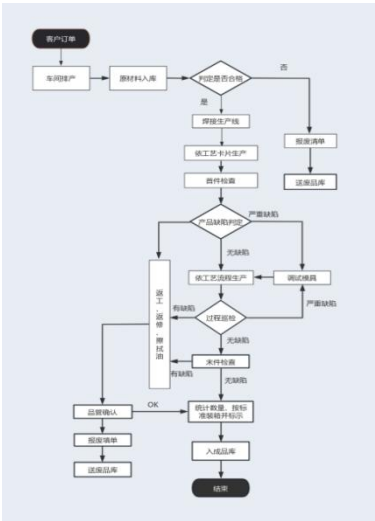 客户订单
车间排产
原材料入库
判定是否合格
否
是
焊接生产线
报废清单
依工艺卡片生产
送废品库
首件检查
产品缺陷判定
严重缺陷
无缺陷
依工艺流程生产
调试模具
返工、返修、擦拭油
有缺陷
过程巡检
严重缺陷
无缺陷
末件检查
有缺陷
无缺陷
品管确认
OK
统计数量、按标
准装箱并标示
报废清单
入成品库
送废品库
结束